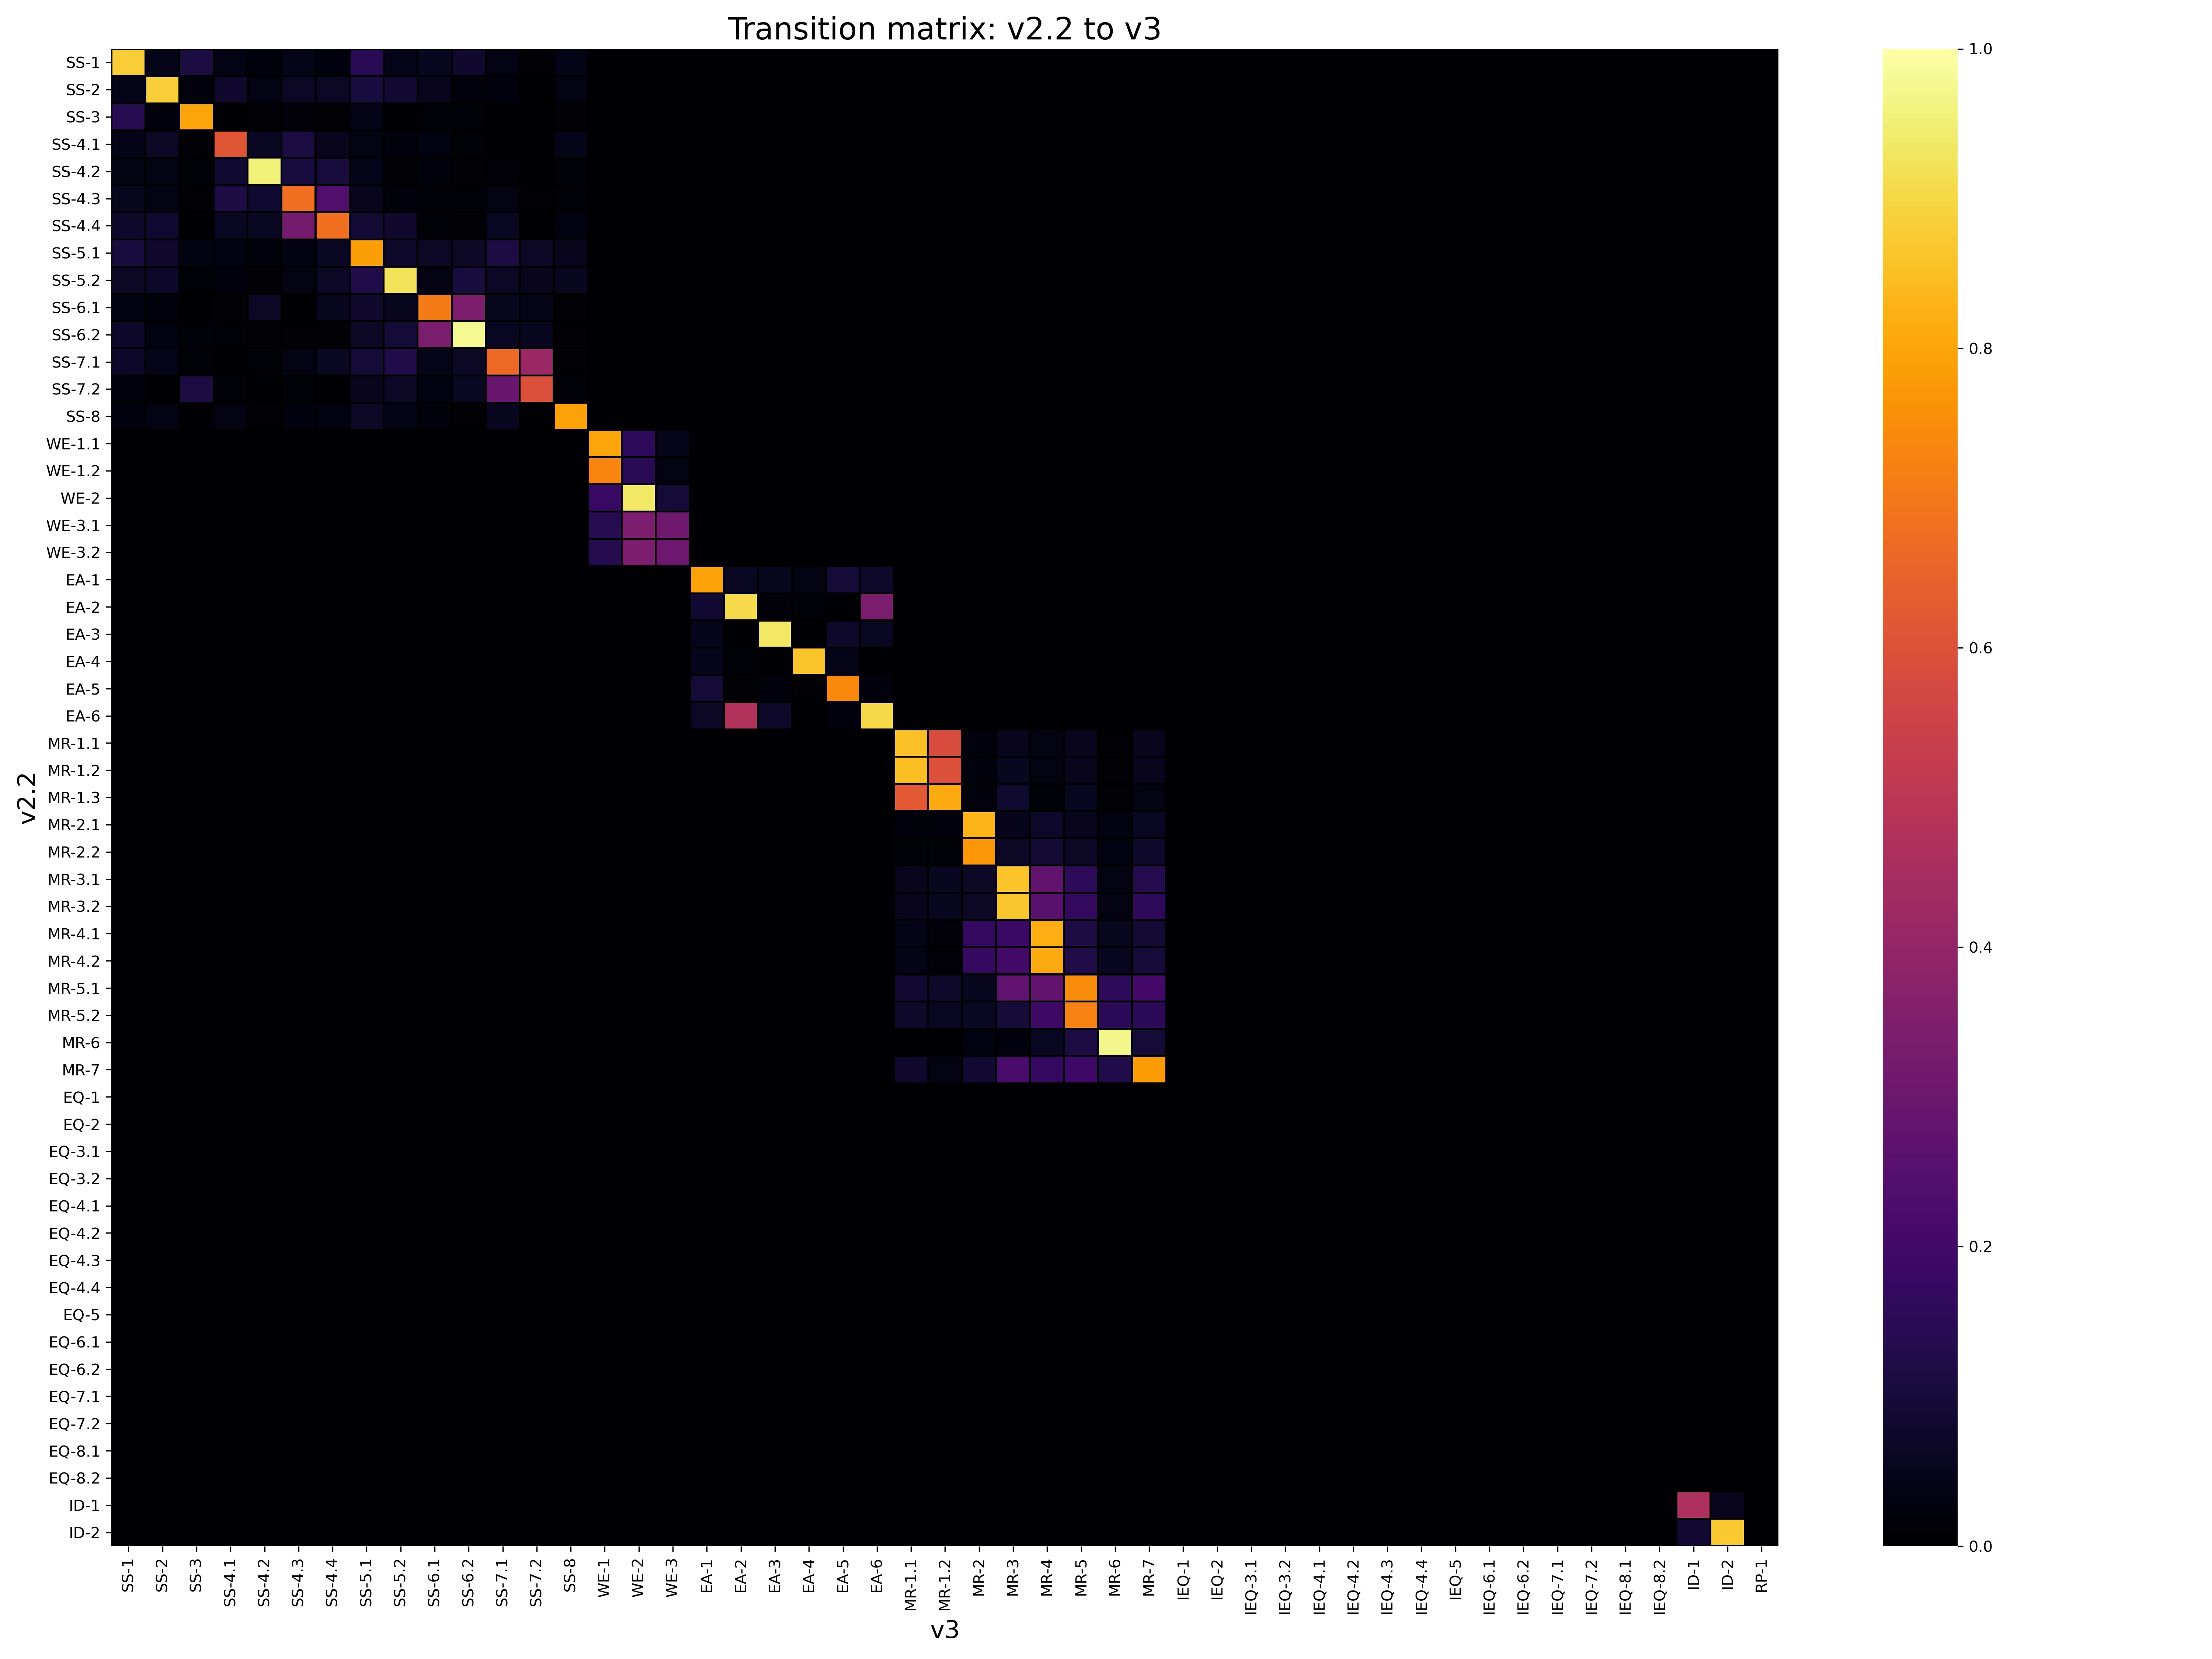 Transition matrix: v2.2 to v3
v2.2
SS-1
SS-2
SS-3
SS-4.1
SS-4.2
SS-4.3
SS-4.4
SS-5.1
SS-5.2
SS-6.1
SS-6.2
SS-7.1
SS-7.2
SS-8
WE-1.1
WE-1.2
WE-2
WE-3.1
WE-3.2
EA-1
EA-2
EA-3
EA-4
EA-5
EA-6
MR-1.1
MR-1.2
MR-1.3
MR-2.1
MR-2.2
MR-3.1
MR-3.2
MR-4.1
MR-4.2
MR-5.1
MR-5.2
MR-6
MR-7
EQ-1
EQ-2
EQ-3.1
EQ-3.2
EQ-4.1
EQ-4.2
EQ-4.3
EQ-4.4
EQ-5
EQ-6.1
EQ-6.2
EQ-7.1
EQ-7.2
EQ-8.1
EQ-8.2
ID-1
ID-2
SS-1
SS-2
SS-3
SS-4.1
SS-4.2
SS-4.3
SS-4.4
SS-5.1
SS-5.2
SS-6.1
SS-6.2
SS-7.1
SS-7.2
SS-8
WE-1
WE-2
WE-3
EA-1
EA-2
EA-3
EA-4
EA-5
EA-6
MR-1.1
MR-1.2
MR-2
MR-3
MR-4
MR-5
MR-6
MR-7
IEQ-1
IEQ-2
IEQ-3.1
IEQ-3.2
IEQ-4.1
IEQ-4.2
IEQ-4.3
IEQ-4.4
IEQ-5
IEQ-6.1
IEQ-6.2
IEQ-7.1
IEQ-7.2
IEQ-8.1
IEQ-8.2
ID-1
ID-2
RP-1
v3
1.0
0.8
0.6
0.4
0.2
0.0